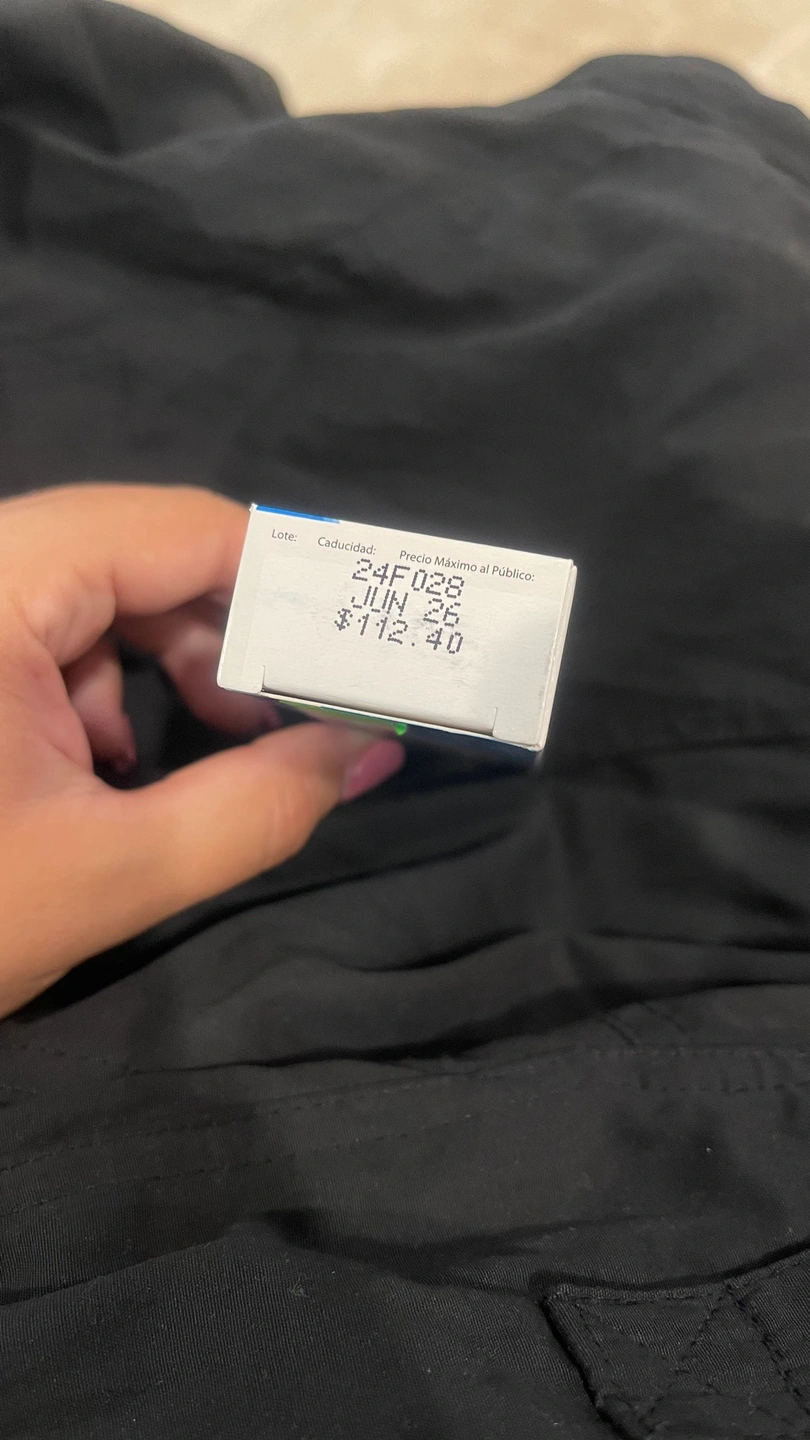 Lote: Caducidad: Precio Máximo al Público:
24F028
JUN 26
$112.40